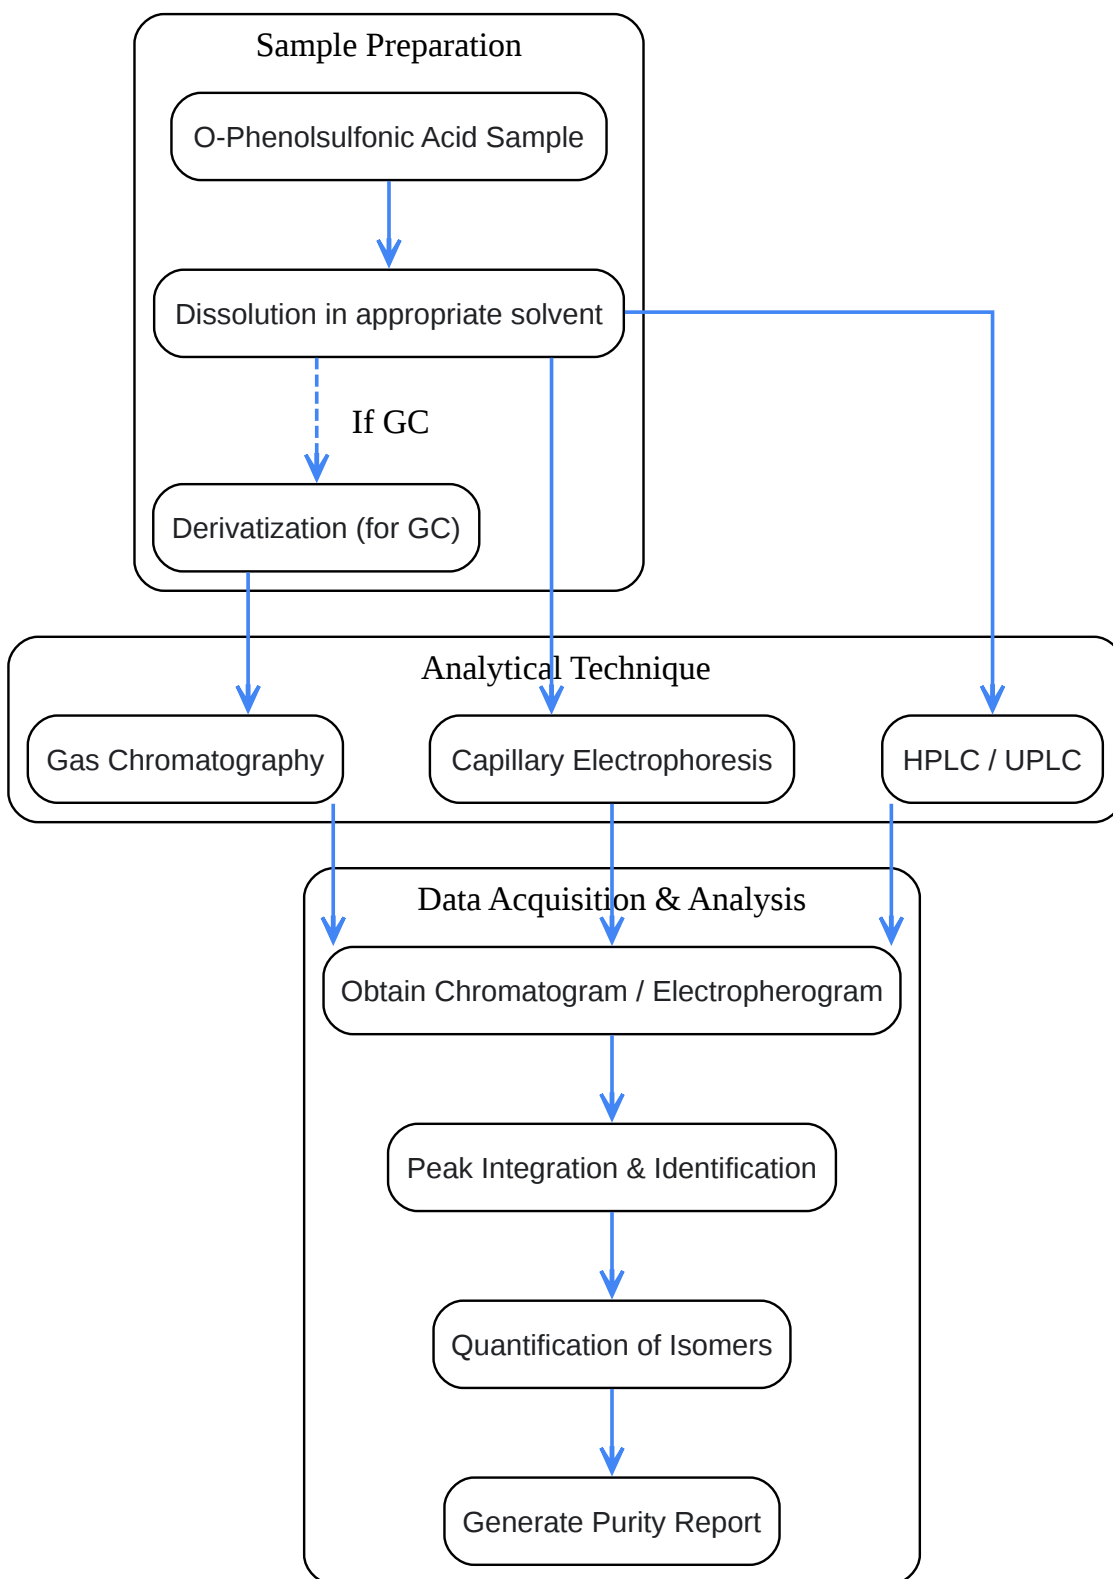 Sample Preparation
O-Phenolsulfonic Acid Sample
Dissolution in appropriate solvent
If GC
Derivatization (for GC)
Analytical Technique
Gas Chromatography
Capillary Electrophoresis
HPLC / UPLC
Data Acquisition & Analysis
Obtain Chromatogram / Electropherogram
Peak Integration & Identification
Quantification of Isomers
Generate Purity Report